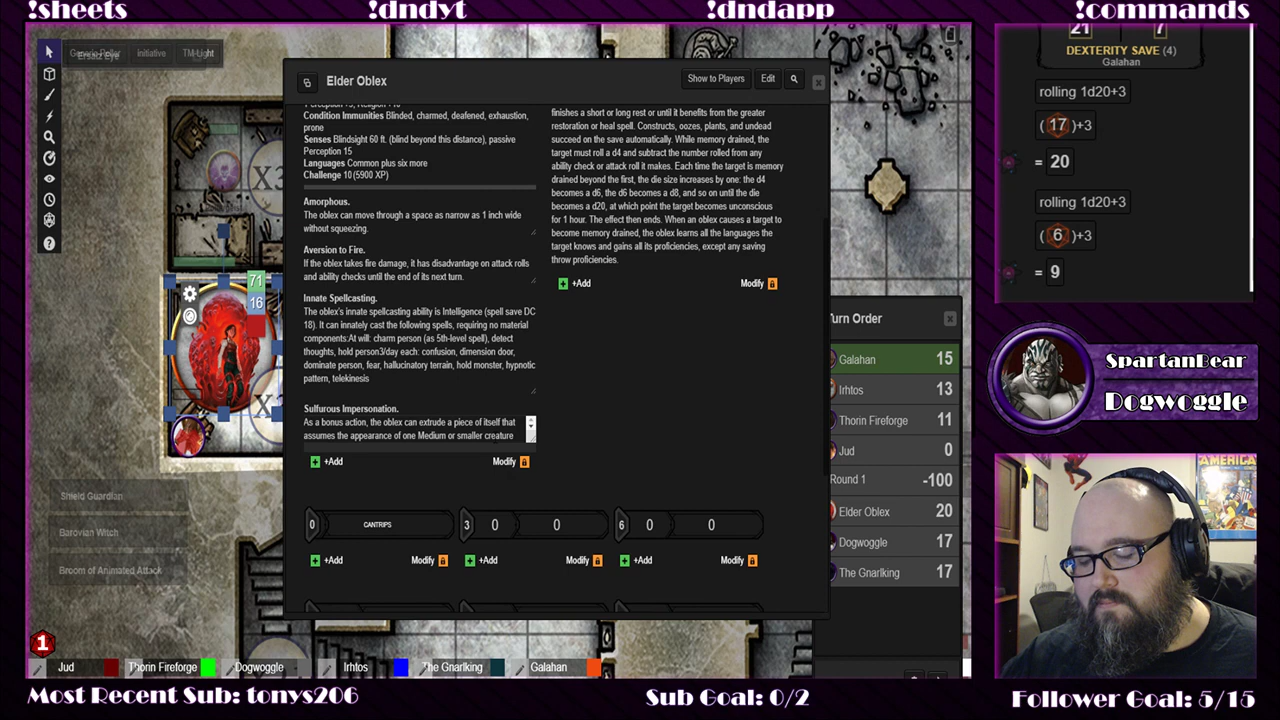 !sheets
!dndyt
!dndapp
!commands
Initiative
TM-Light
Elder Oblex
Show to Players
Edit
Condition Immunities Blinded, charmed, deafened, exhaustion,
prone
Senses Blindsight 60 ft. (blind beyond this distance), passive
Perception 15
Languages Common plus six more
Challenge 10 (5900 XP)
Amorphous.
The oblex can move through a space as narrow as 1 inch wide
without squeezing.
Aversion to Fire.
If the oblex takes fire damage, it has disadvantage on attack rolls
and ability checks until the end of its next turn.
Innate Spellcasting.
The oblex's innate spellcasting ability is Intelligence (spell save DC
18). It can innately cast the following spells, requiring no material
components:At will: charm person (as 5th-level spell), detect
thoughts, hold person3/day each: confusion, dimension door,
dominate person, fear, hallucinatory terrain, hold monster, hypnotic
pattern, telekinesis
Sulfurous Impersonation.
As a bonus action, the oblex can extrude a piece of itself that
assumes the appearance of one Medium or smaller creature
+Add
Modify
finishes a short or long rest or until it benefits from the greater
restoration or heal spell. Constructs, oozes, plants, and undead
succeed on the save automatically. While memory drained, the
target must roll a d4 and subtract the number rolled from any
ability check or attack roll it makes. Each time the target is memory
drained beyond the first, the die size increases by one: the d4
becomes a d6, the d6 becomes a d8, and so on until the die
becomes a d20, at which point the target becomes unconscious
for 1 hour. The effect then ends. When an oblex causes a target to
become memory drained, the oblex learns all the languages the
target knows and gains all its proficiencies, except any saving
throw proficiencies.
+Add
Modify
0 CANTRIPS
3 0 0
6 0 0
+Add Modify
+Add Modify
+Add Modify
71
16
Shield Guardian
Barovian Witch
Broom of Animated Attack
Turn Order
Galahan 15
Irhtos 13
Thorin Fireforge 11
Jud 0
Round 1 -100
Elder Oblex 20
Dogwoggle 17
The Gnarlking 17
21 7
DEXTERITY SAVE (4)
Galahan
rolling 1d20+3
(17)+3
= 20
rolling 1d20+3
(6)+3
= 9
SpartanBear
Dogwoggle
1
Jud
Thorin Fireforge
Dogwoggle
Irhtos
The Gnarlking
Galahan
Most Recent Sub: tonys206
Sub Goal: 0/2
Follower Goal: 5/15